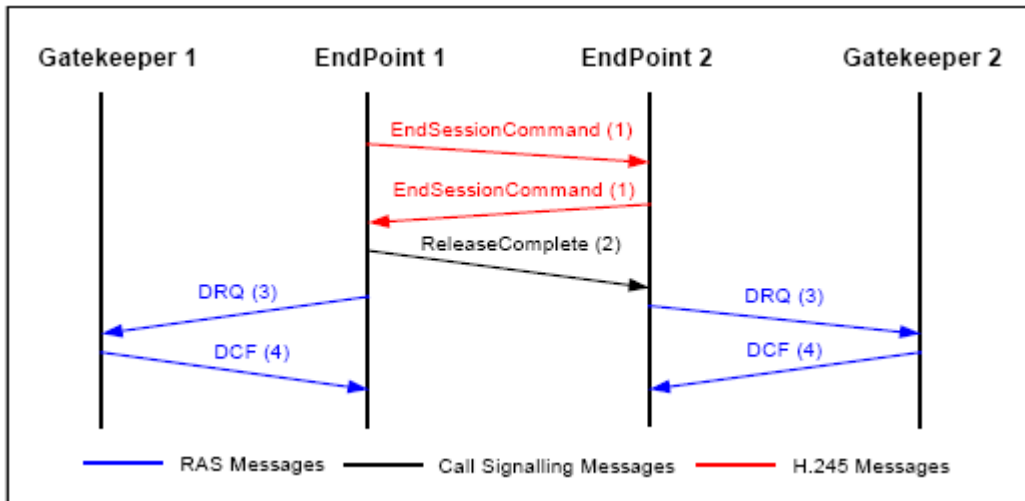 Gatekeeper 1 EndPoint 1 EndPoint 2 Gatekeeper 2
EndSessionCommand (1)
EndSessionCommand (1)
ReleaseComplete (2)
DRQ (3) DRQ (3)
DCF (4) DCF (4)
RAS Messages Call Signalling Messages H.245 Messages